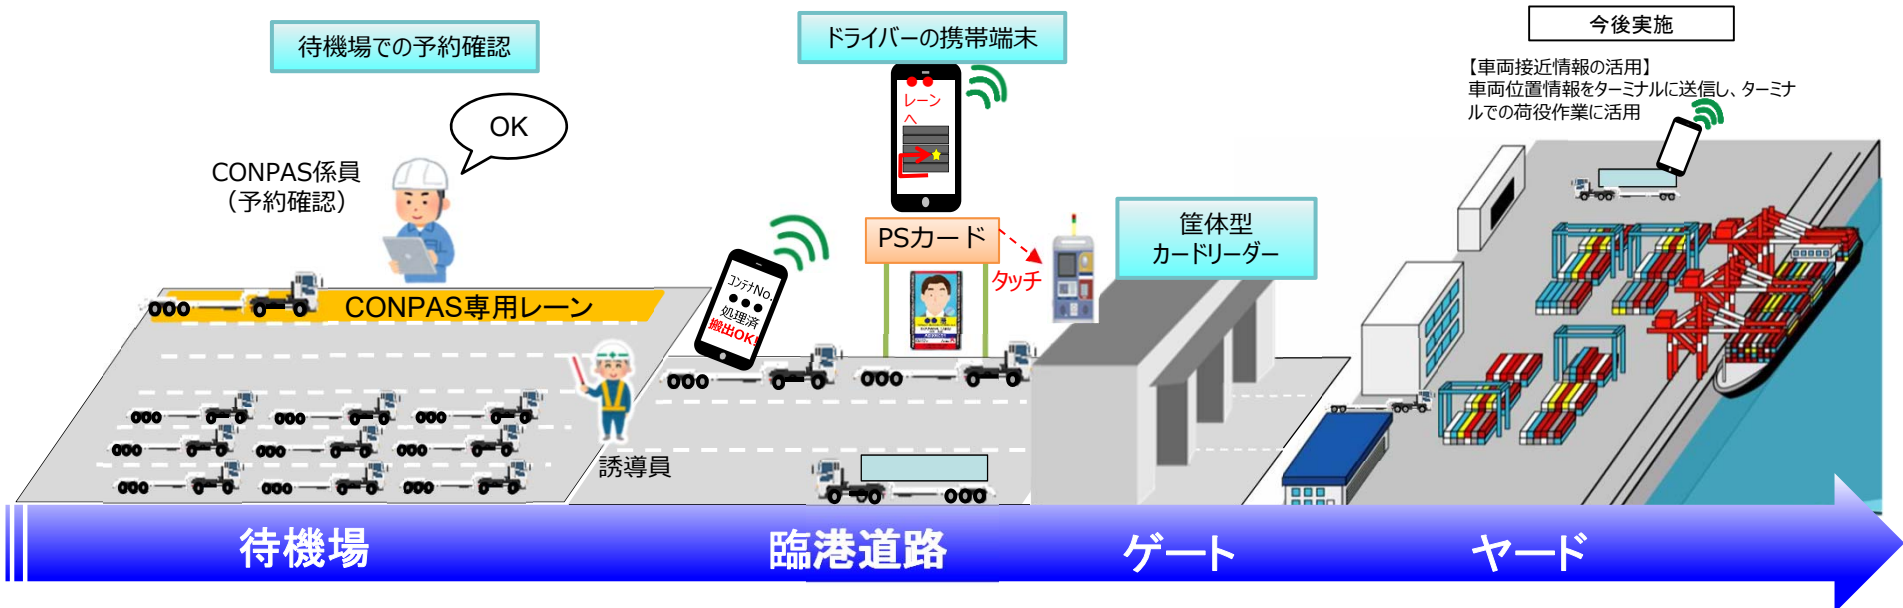 待機場での予約確認
OK
CONPAS係員
（予約確認）
CONPAS専用レーン
誘導員
ドライバーの携帯端末
レーン
へ
コンテナNo.
●●●
処理済
搬出OK!
PSカード
タッチ
筐体型
カードリーダー
今後実施
【車両接近情報の活用】
車両位置情報をターミナルに送信し、ターミナ
ルでの荷役作業に活用
待機場
臨港道路
ゲート
ヤード